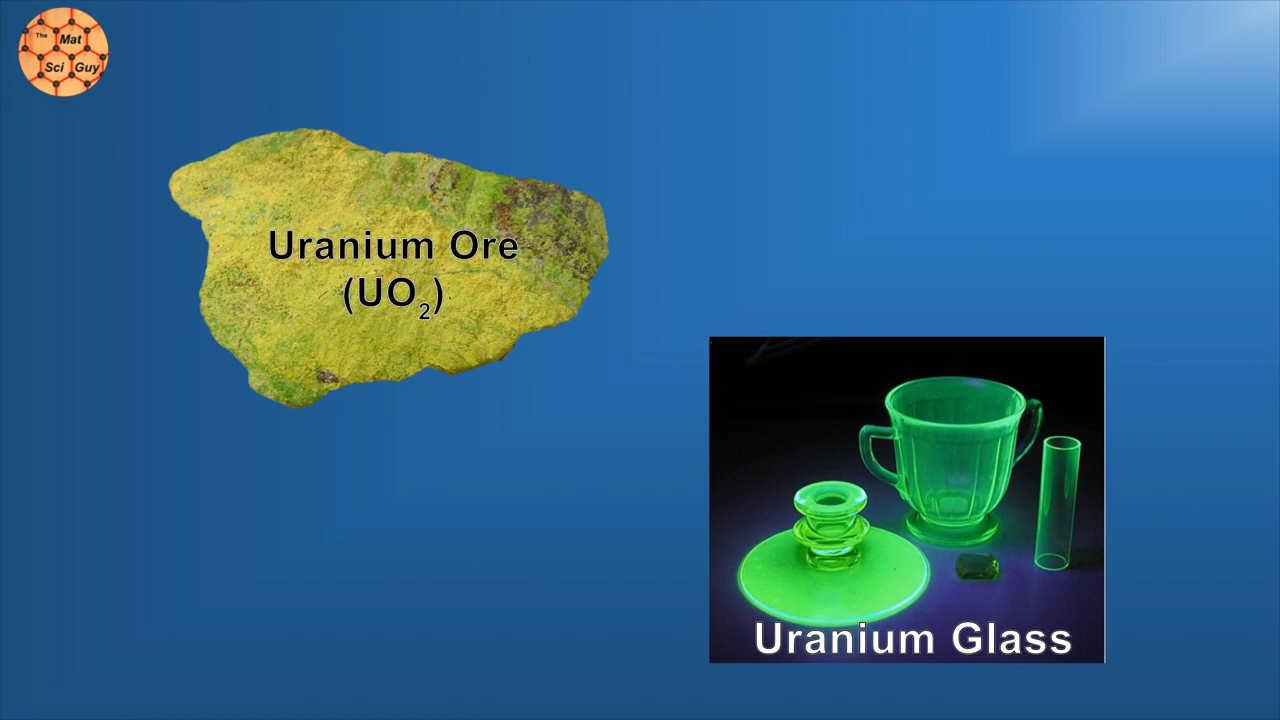 The
Mat
Sci Guy
Uranium Ore
(UO₂)
Uranium Glass